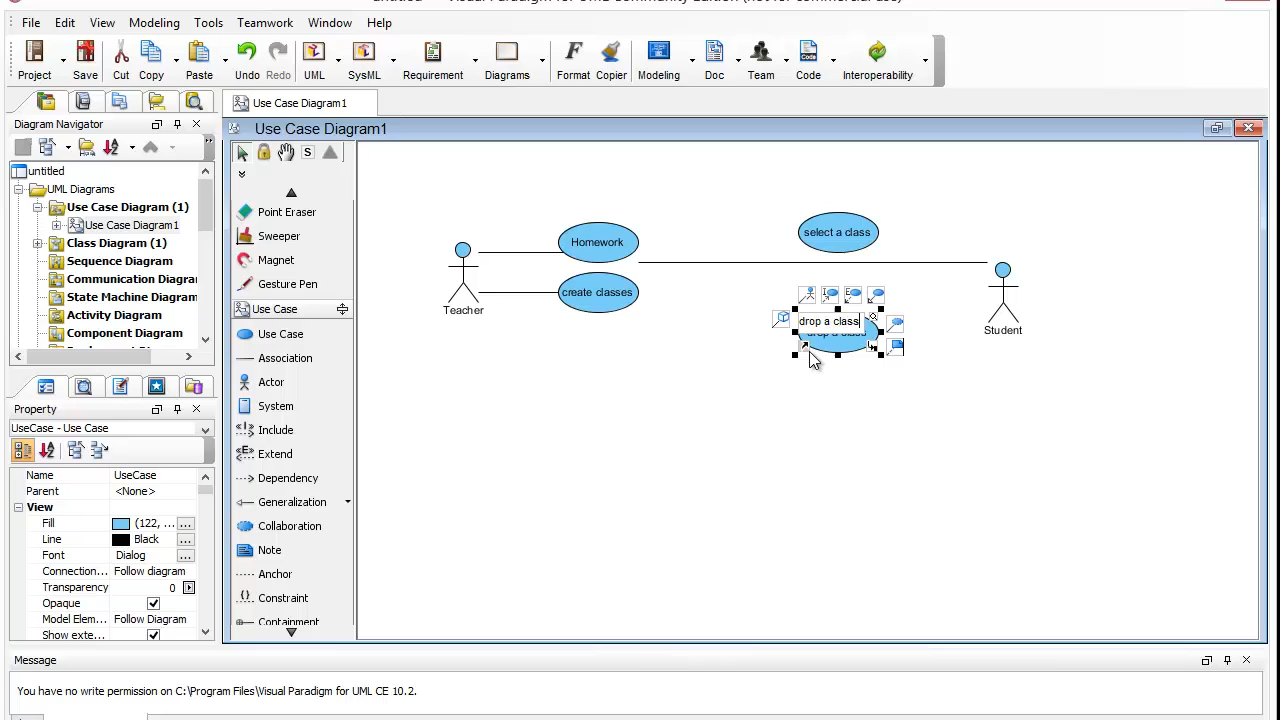 File Edit View Modeling Tools Teamwork Window Help
Project Save Cut Copy Paste Undo Redo UML SysML Requirement Diagrams Format Copier Modeling Doc Team Code Interoperability
Diagram Navigator
Use Case Diagram1
Use Case Diagram1
untitled
UML Diagrams
Use Case Diagram (1)
Use Case Diagram1
Class Diagram (1)
Sequence Diagram
Communication Diagram
State Machine Diagram
Activity Diagram
Component Diagram
Property
UseCase - Use Case
Name UseCase
Parent <None>
View
Fill (122, ...
Line Black
Font Dialog
Connection... Follow diagram
Transparency 0
Opaque
Model Elem... Follow Diagram
Show exte...
S
Point Eraser
Sweeper
Magnet
Gesture Pen
Use Case
Use Case
Association
Actor
System
Include
Extend
Dependency
Generalization
Collaboration
Note
Anchor
Constraint
Containment
Homework
create classes
Teacher
select a class
drop a class
drop a class
Student
Message
You have no write permission on C:\Program Files\Visual Paradigm for UML CE 10.2.